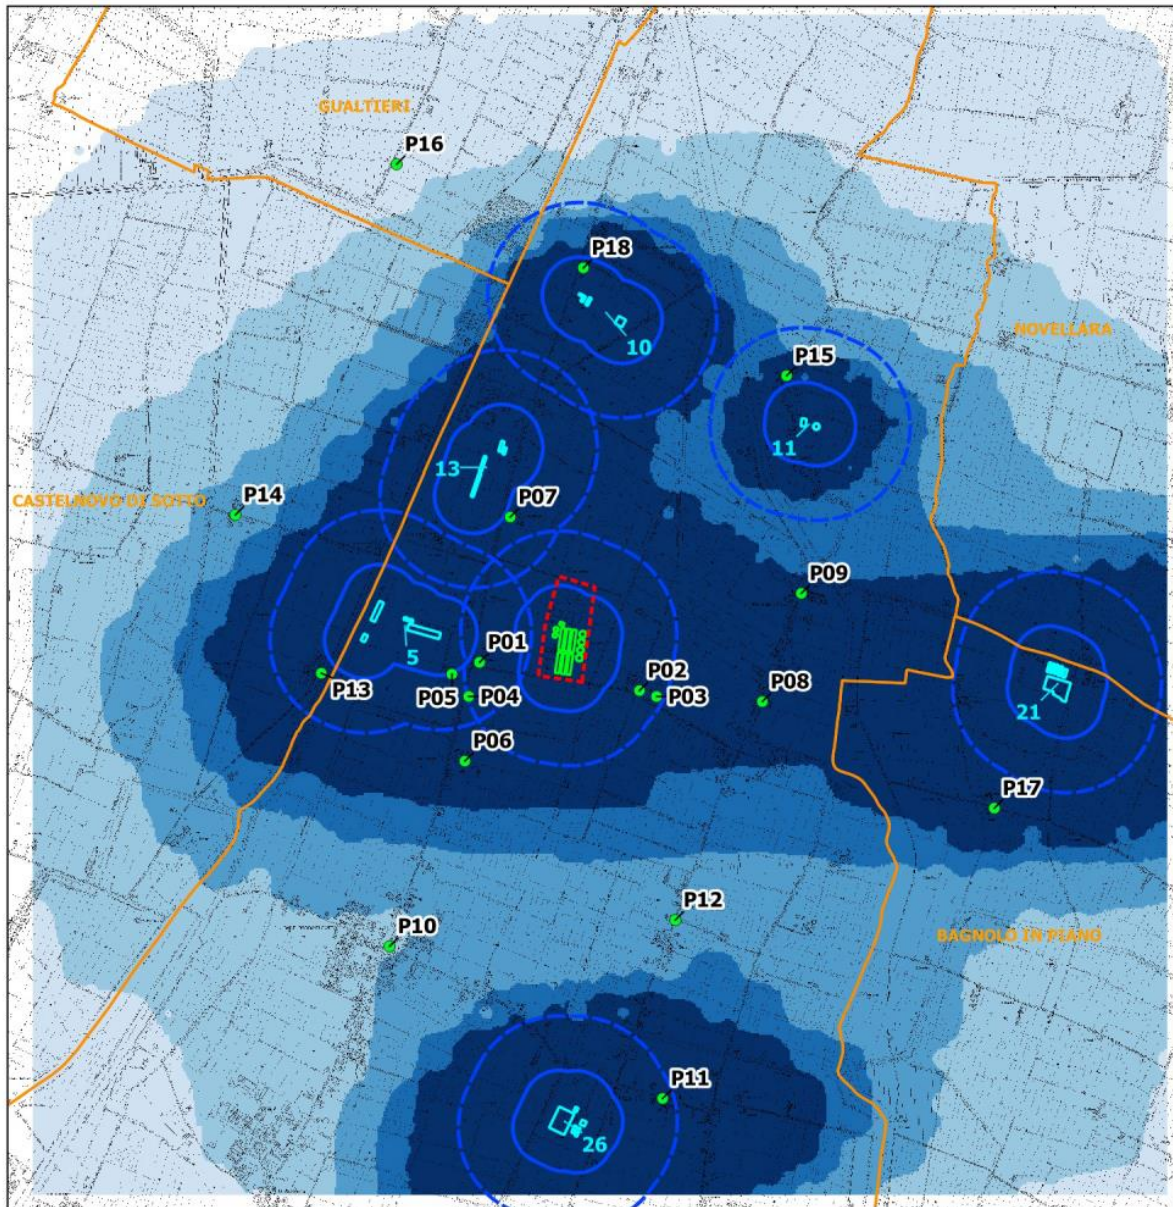 GUALTIERI
P16
P18
10
NOVELLARA
P15
11
13
CASTELNOVO DI SOTTO
P14
P07
P09
5
P01
P13
P05
P04
P02
P03
P08
21
P06
P17
P12
P10
BAGNOLO IN PIANO
P11
26